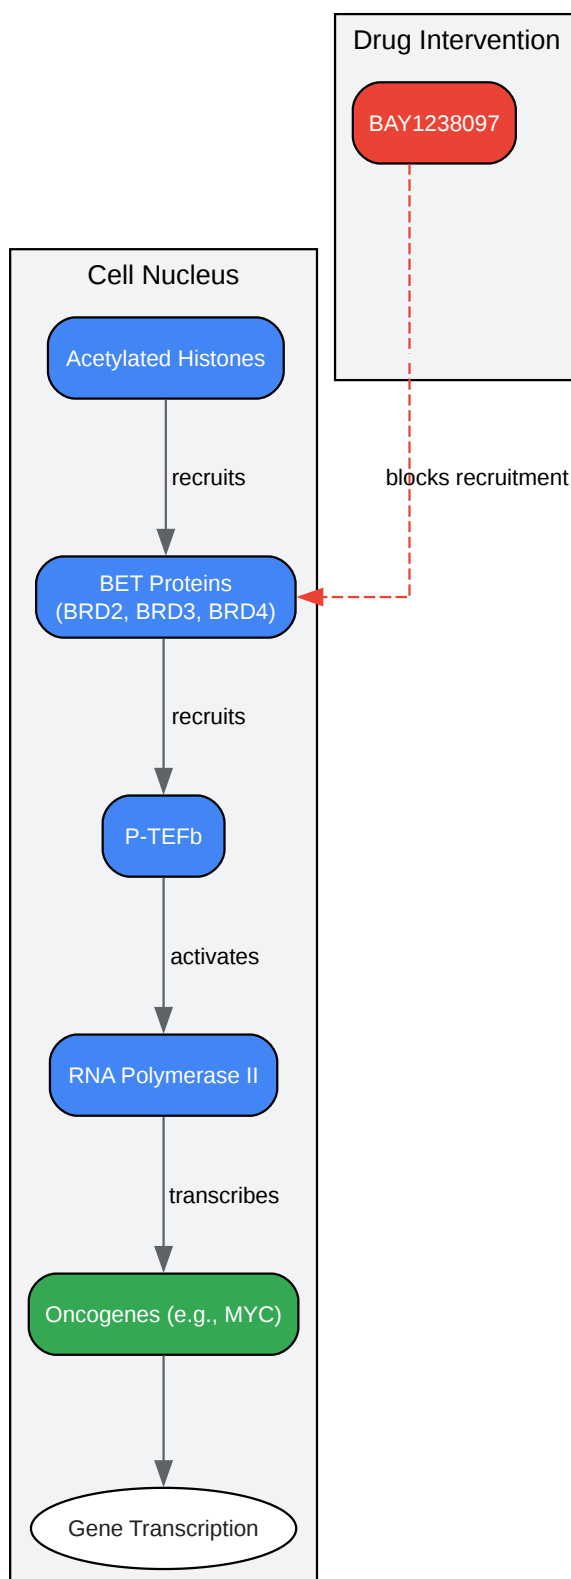 Drug Intervention
BAY1238097
Cell Nucleus
Acetylated Histones
recruits
blocks recruitment
BET Proteins
(BRD2, BRD3, BRD4)
recruits
P-TEFb
activates
RNA Polymerase II
transcribes
Oncogenes (e.g., MYC)
Gene Transcription